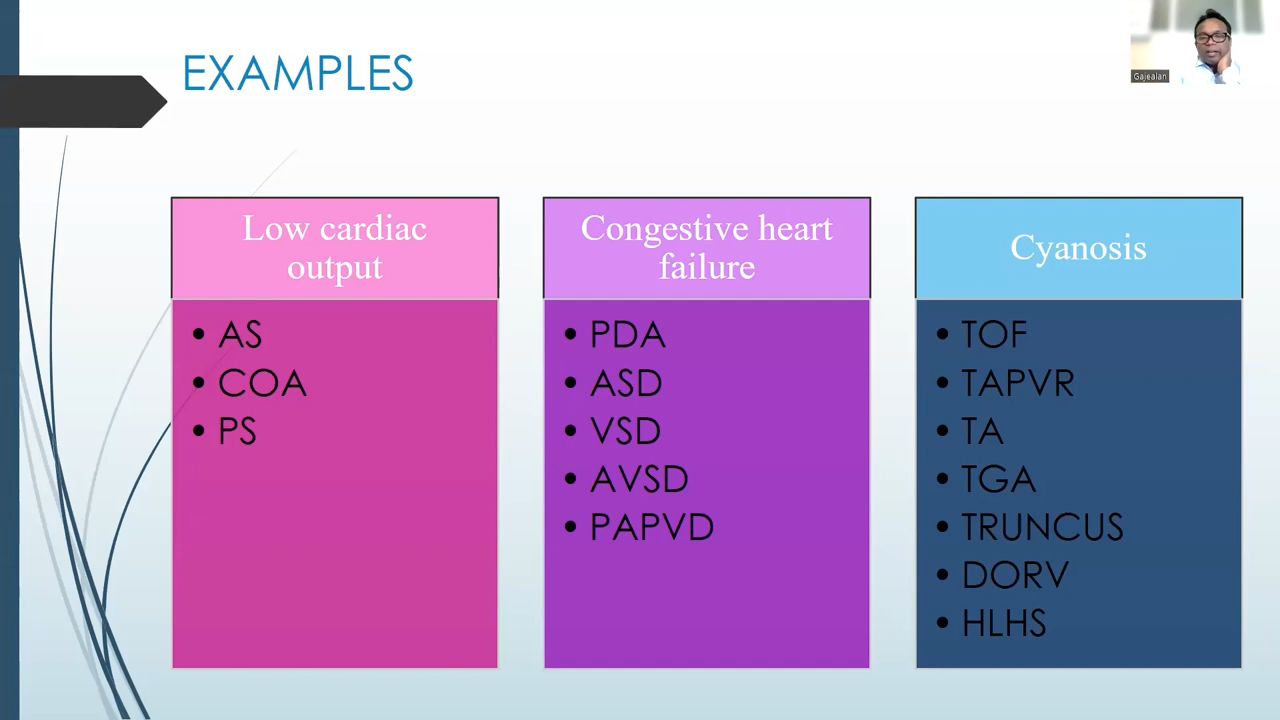 EXAMPLES
Gajealan
Low cardiac
output
• AS
• COA
• PS
Congestive heart
failure
• PDA
• ASD
• VSD
• AVSD
• PAPVD
Cyanosis
• TOF
• TAPVR
• TA
• TGA
• TRUNCUS
• DORV
• HLHS